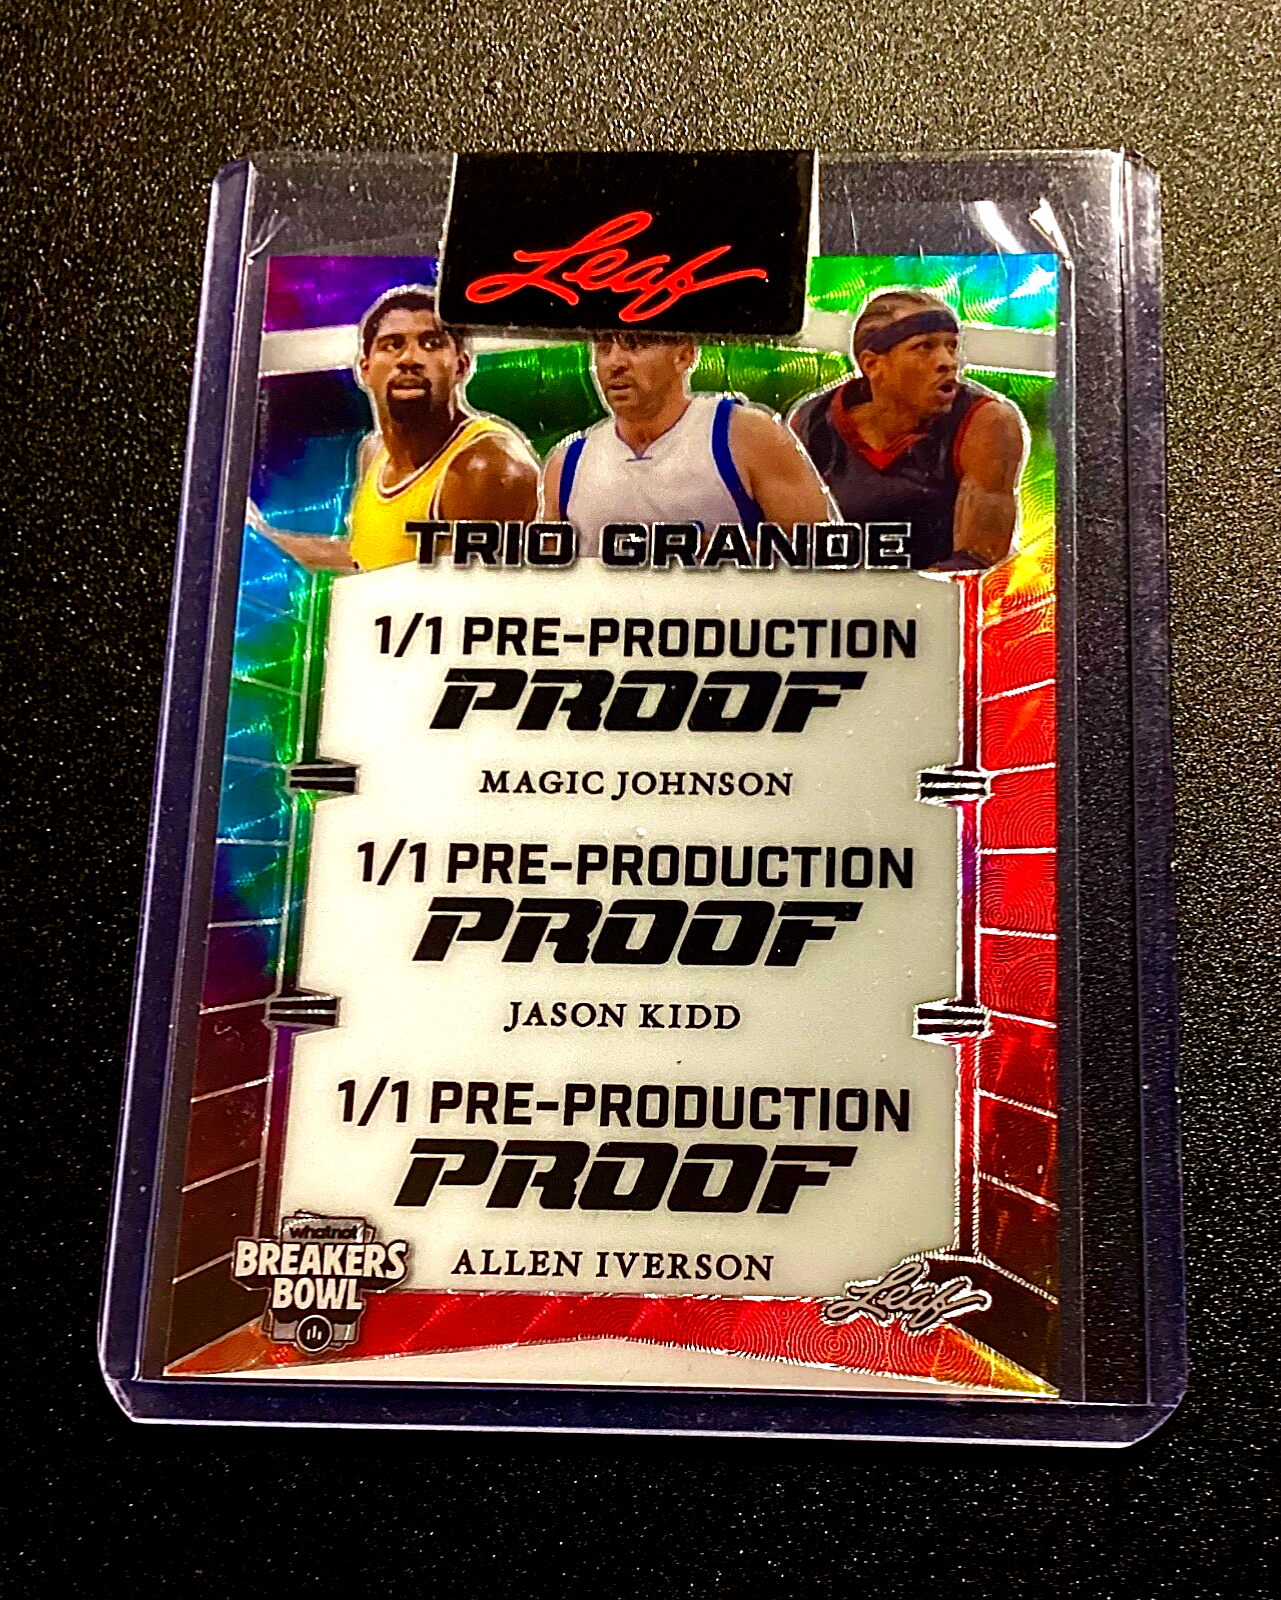 Leaf
TRIO GRANDE
1/1 PRE-PRODUCTION
PROOF
MAGIC JOHNSON
1/1 PRE-PRODUCTION
PROOF
JASON KIDD
1/1 PRE-PRODUCTION
PROOF
ALLEN IVERSON
whatnot
BREAKERS
BOWL
Leaf